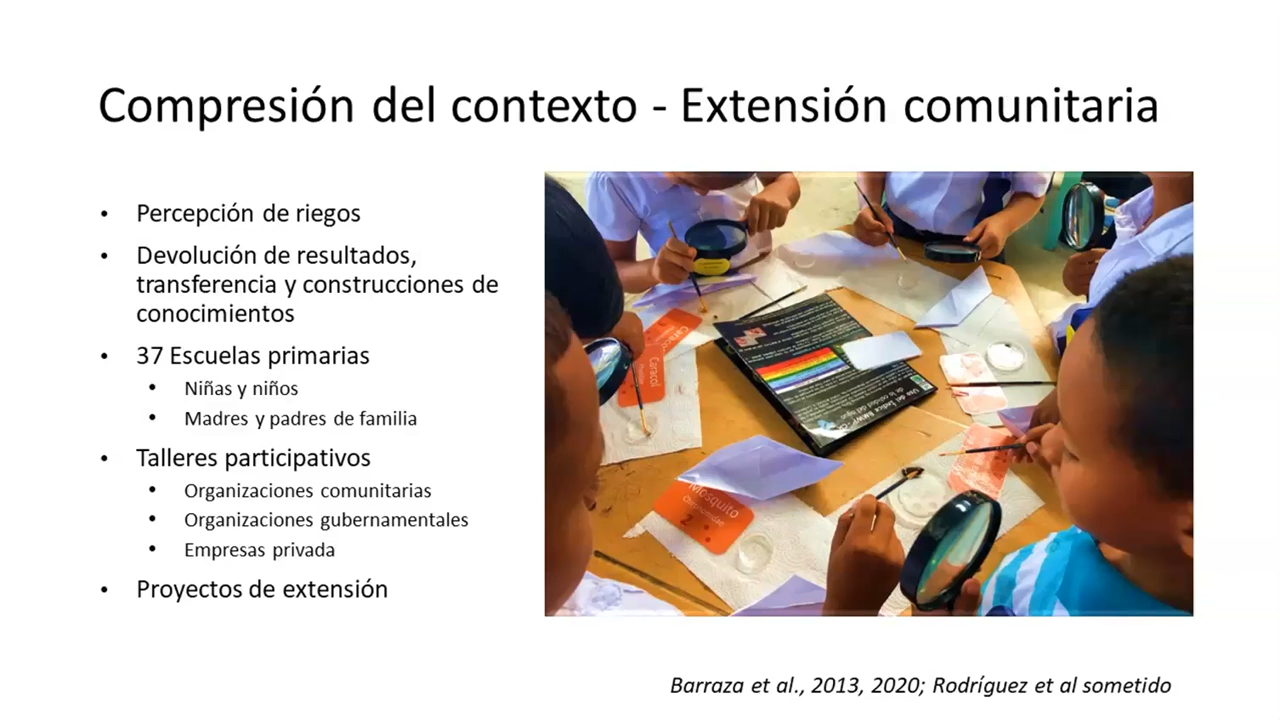 Compresión del contexto - Extensión comunitaria
• Percepción de riegos
• Devolución de resultados,
transferencia y construcciones de
conocimientos
• 37 Escuelas primarias
• Niñas y niños
• Madres y padres de familia
• Talleres participativos
• Organizaciones comunitarias
• Organizaciones gubernamentales
• Empresas privada
• Proyectos de extensión
Caracol
Mosquito
2
Barraza et al., 2013, 2020; Rodríguez et al sometido